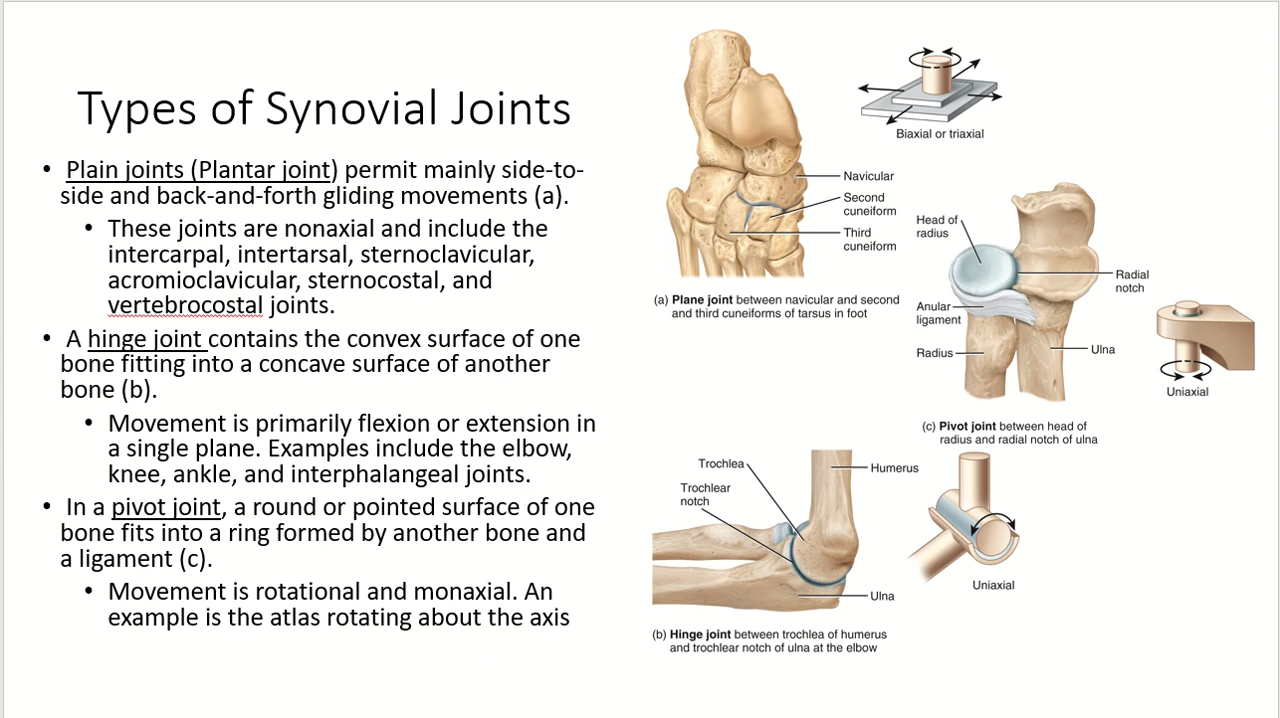 Types of Synovial Joints
• Plain joints (Plantar joint) permit mainly side-to-
side and back-and-forth gliding movements (a).
• These joints are nonaxial and include the
intercarpal, intertarsal, sternoclavicular,
acromioclavicular, sternocostal, and
vertebrocostal joints.
• A hinge joint contains the convex surface of one
bone fitting into a concave surface of another
bone (b).
• Movement is primarily flexion or extension in
a single plane. Examples include the elbow,
knee, ankle, and interphalangeal joints.
• In a pivot joint, a round or pointed surface of one
bone fits into a ring formed by another bone and
a ligament (c).
• Movement is rotational and monaxial. An
example is the atlas rotating about the axis
Biaxial or triaxial
Navicular
Second
cuneiform
Third
cuneiform
(a) Plane joint between navicular and second
and third cuneiforms of tarsus in foot
Head of
radius
Radial
notch
Anular
ligament
Radius
Ulna
Uniaxial
(c) Pivot joint between head of
radius and radial notch of ulna
Trochlea
Humerus
Trochlear
notch
Ulna
Uniaxial
(b) Hinge joint between trochlea of humerus
and trochlear notch of ulna at the elbow